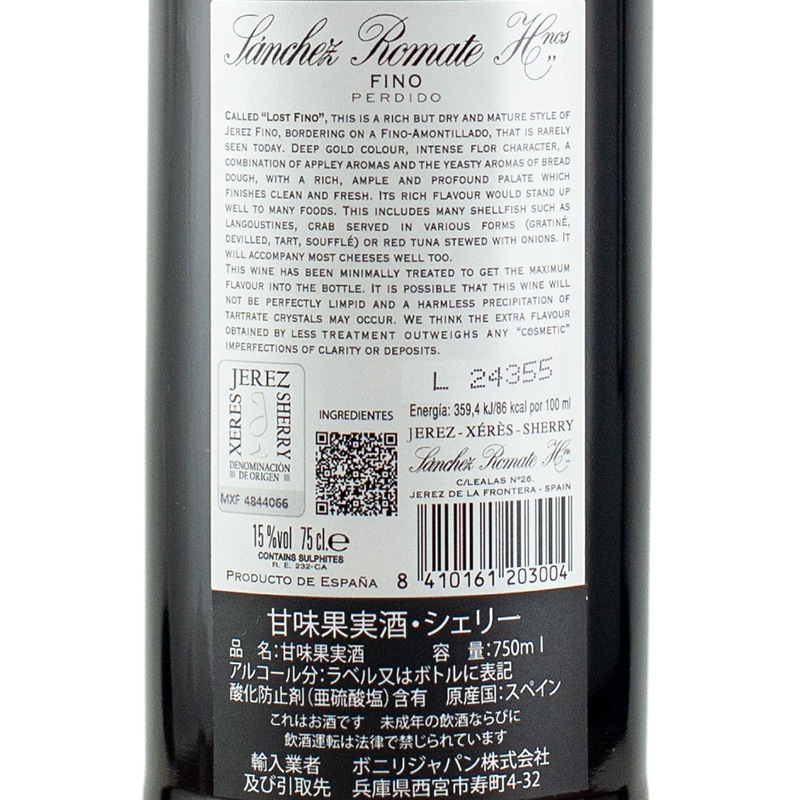 Sánchez Romate Hnos
FINO
PERDIDO
CALLED "LOST FINO", THIS IS A RICH BUT DRY AND MATURE STYLE OF
JEREZ FINO, BORDERING ON A FINO-AMONTILLADO, THAT IS RARELY
SEEN TODAY. DEEP GOLD COLOUR, INTENSE FLOR CHARACTER, A
COMBINATION OF APPLEY AROMAS AND THE YEASTY AROMAS OF BREAD
DOUGH, WITH A RICH, AMPLE AND PROFOUND PALATE WHICH
FINISHES CLEAN AND FRESH. ITS RICH FLAVOUR WOULD STAND UP
WELL TO MANY FOODS. THIS INCLUDES MANY SHELLFISH SUCH AS
LANGOUSTINES, CRAB SERVED IN VARIOUS FORMS (GRATINÉ,
DEVILLED, TART, SOUFFLÉ) OR RED TUNA STEWED WITH ONIONS. IT
WILL ACCOMPANY MOST CHEESES WELL TOO.
THIS WINE HAS BEEN MINIMALLY TREATED TO GET THE MAXIMUM
FLAVOUR INTO THE BOTTLE. IT IS POSSIBLE THAT THIS WINE WILL
NOT BE PERFECTLY LIMPID AND A HARMLESS PRECIPITATION OF
TARTRATE CRYSTALS MAY OCCUR. WE THINK THE EXTRA FLAVOUR
OBTAINED BY LESS TREATMENT OUTWEIGHS ANY "COSMETIC"
IMPERFECTIONS OF CLARITY OR DEPOSITS.
L 24355
JEREZ
XERES
SHERRY
DENOMINACIÓN
DE ORIGEN
MXF 4844066
INGREDIENTES
Energía: 359,4 kJ/86 kcal por 100 ml
JEREZ-XÉRÈS-SHERRY
Sánchez Romate Hnos
C/LEALAS Nº26.
JEREZ DE LA FRONTERA - SPAIN
15%vol 75 cl.e
CONTAINS SULPHITES
R. E. 232-CA
PRODUCTO DE ESPAÑA
8 410161 203004
甘味果実酒・シェリー
品 名:甘味果実酒 容 量:750ml
アルコール分:ラベル又はボトルに表記
酸化防止剤(亜硫酸塩)含有 原産国:スペイン
これはお酒です 未成年の飲酒ならびに
飲酒運転は法律で禁じられています
輸入業者 ボニリジャパン株式会社
及び引取先 兵庫県西宮市寿町4-32